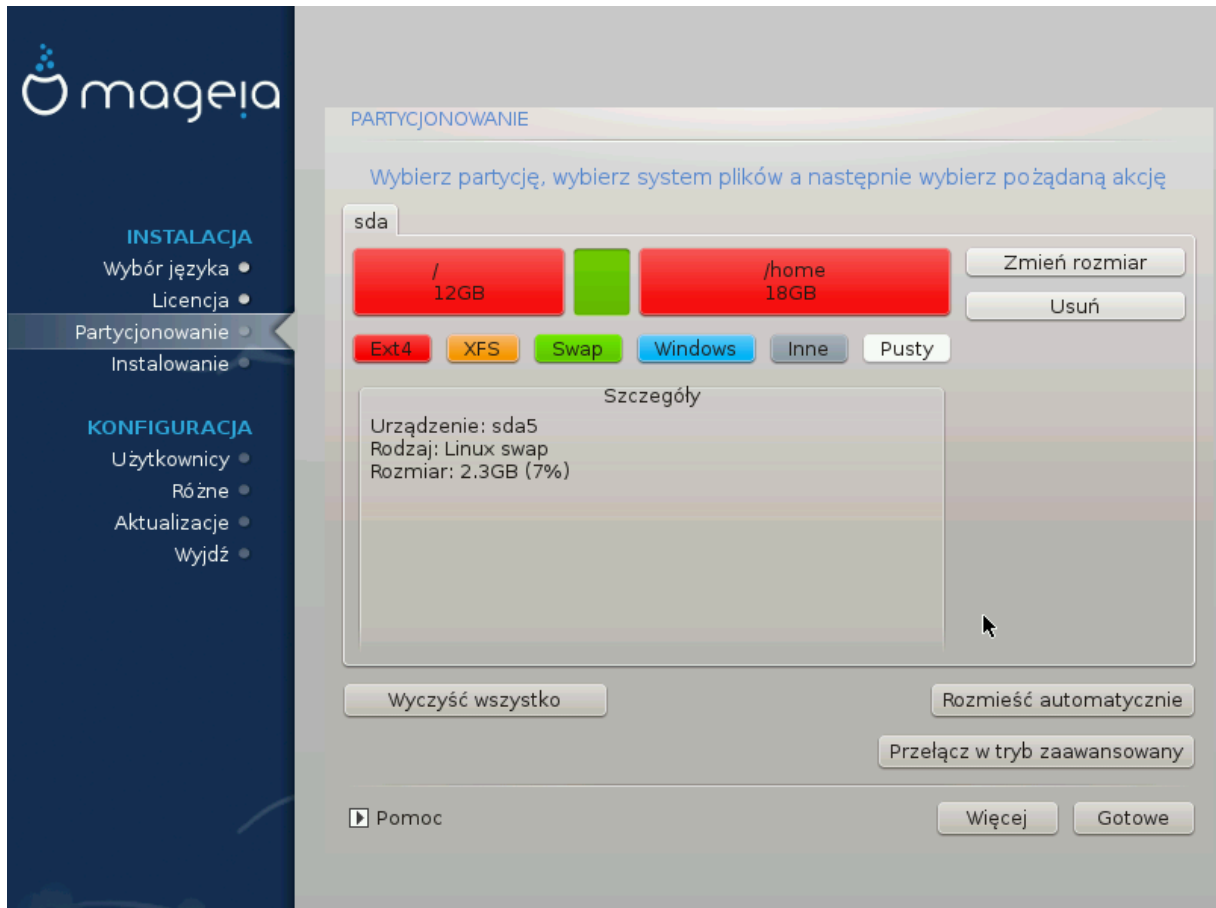 mageia
INSTALACJA
Wybór języka
Licencja
Partycjonowanie
Instalowanie
KONFIGURACJA
Użytkownicy
Różne
Aktualizacje
Wyjdź
PARTYCJONOWANIE
Wybierz partycję, wybierz system plików a następnie wybierz pożądaną akcję
sda
/
12GB
/home
18GB
Zmień rozmiar
Usuń
Ext4 XFS Swap Windows Inne Pusty
Szczegóły
Urządzenie: sda5
Rodzaj: Linux swap
Rozmiar: 2.3GB (7%)
Wyczyść wszystko
Rozmieść automatycznie
Przełącz w tryb zaawansowany
Pomoc
Więcej
Gotowe